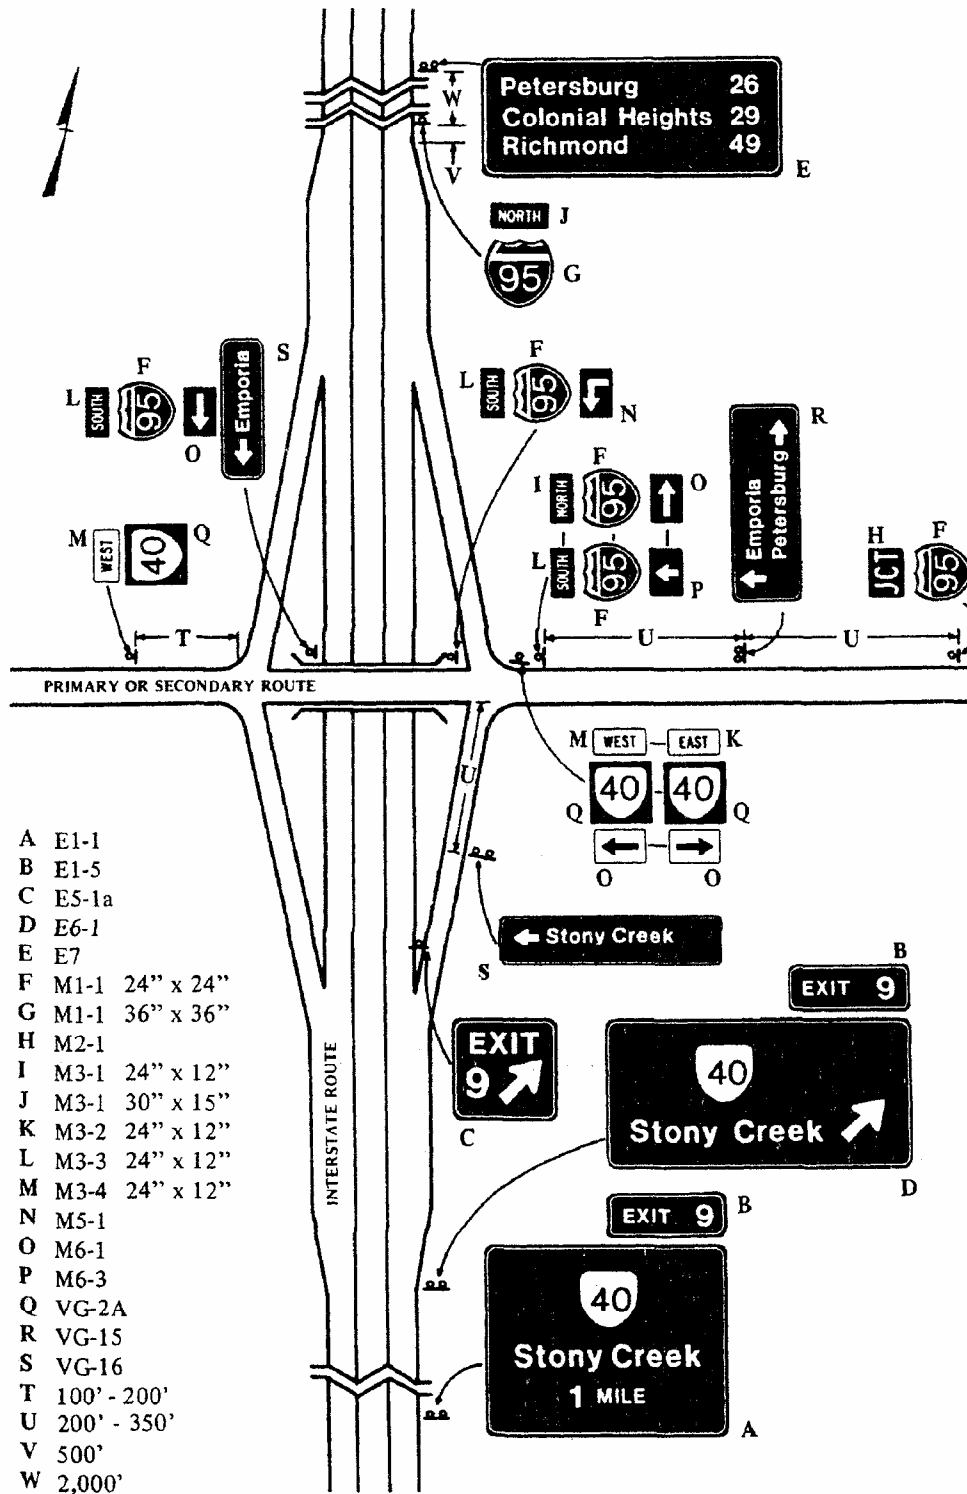 Petersburg 26
Colonial Heights 29
Richmond 49
E
W
V
NORTH J
95 G
S
F
L SOUTH 95
O
Emporia
F
L SOUTH 95
N
R
Emporia
Petersburg
F
I NORTH 95 O
L SOUTH 95 P
F
H F
JCT 95
M WEST 40 Q
T
U
U
PRIMARY OR SECONDARY ROUTE
M WEST EAST K
40 40
Q Q
O O
U
Stony Creek
S
B
EXIT 9
EXIT
9
C
40
Stony Creek
D
INTERSTATE ROUTE
EXIT 9 B
40
Stony Creek
1 MILE
A
A E1-1
B E1-5
C E5-1a
D E6-1
E E7
F M1-1 24” x 24”
G M1-1 36” x 36”
H M2-1
I M3-1 24” x 12”
J M3-1 30” x 15”
K M3-2 24” x 12”
L M3-3 24” x 12”
M M3-4 24” x 12”
N M5-1
O M6-1
P M6-3
Q VG-2A
R VG-15
S VG-16
T 100' - 200'
U 200' - 350'
V 500'
W 2,000'